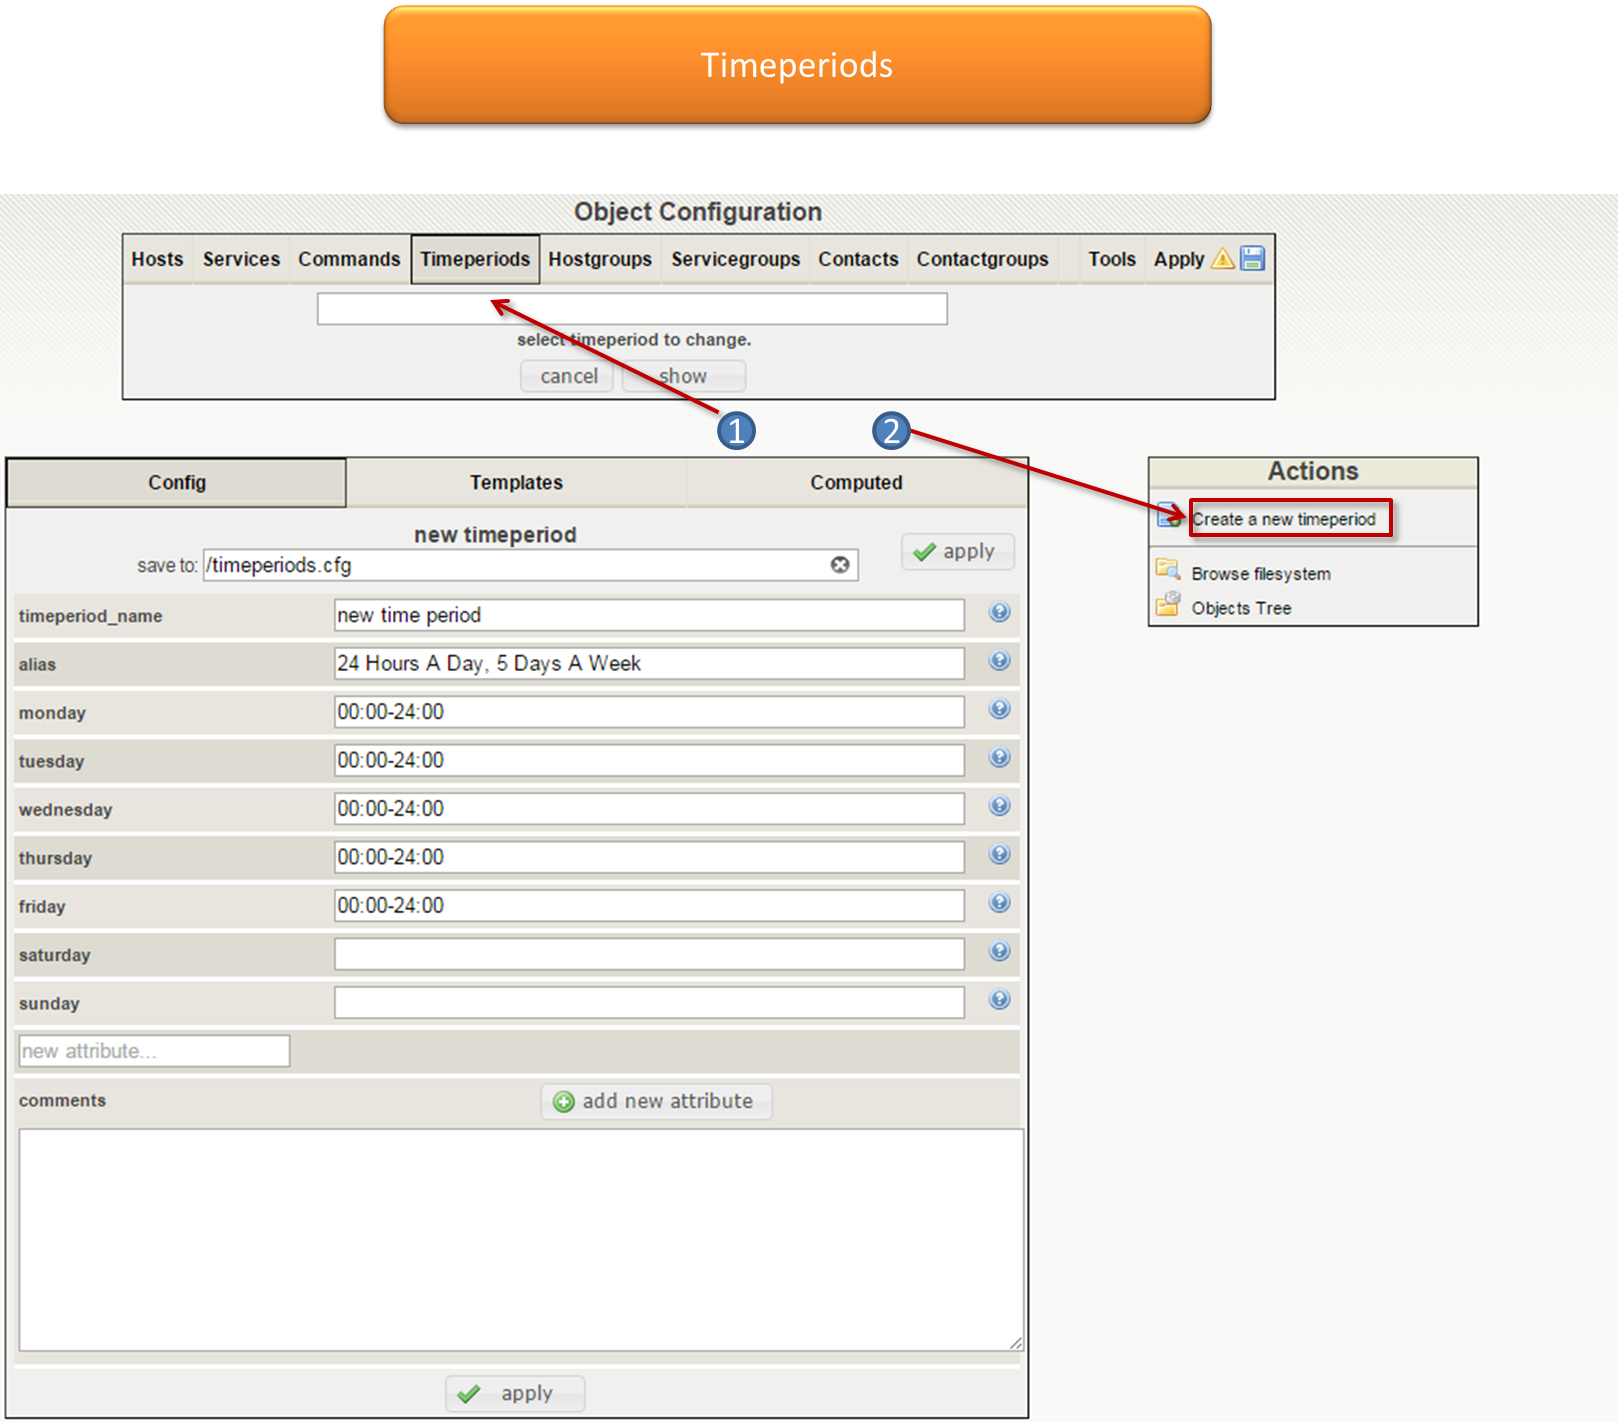 Timeperiods
Object Configuration
Hosts Services Commands Timeperiods Hostgroups Servicegroups Contacts Contactgroups Tools Apply
select timeperiod to change.
cancel show
1 2
Config Templates Computed
new timeperiod
save to: /timeperiods.cfg
apply
timeperiod_name new time period
alias 24 Hours A Day, 5 Days A Week
monday 00:00-24:00
tuesday 00:00-24:00
wednesday 00:00-24:00
thursday 00:00-24:00
friday 00:00-24:00
saturday
sunday
new attribute...
comments add new attribute
apply
Actions
Create a new timeperiod
Browse filesystem
Objects Tree